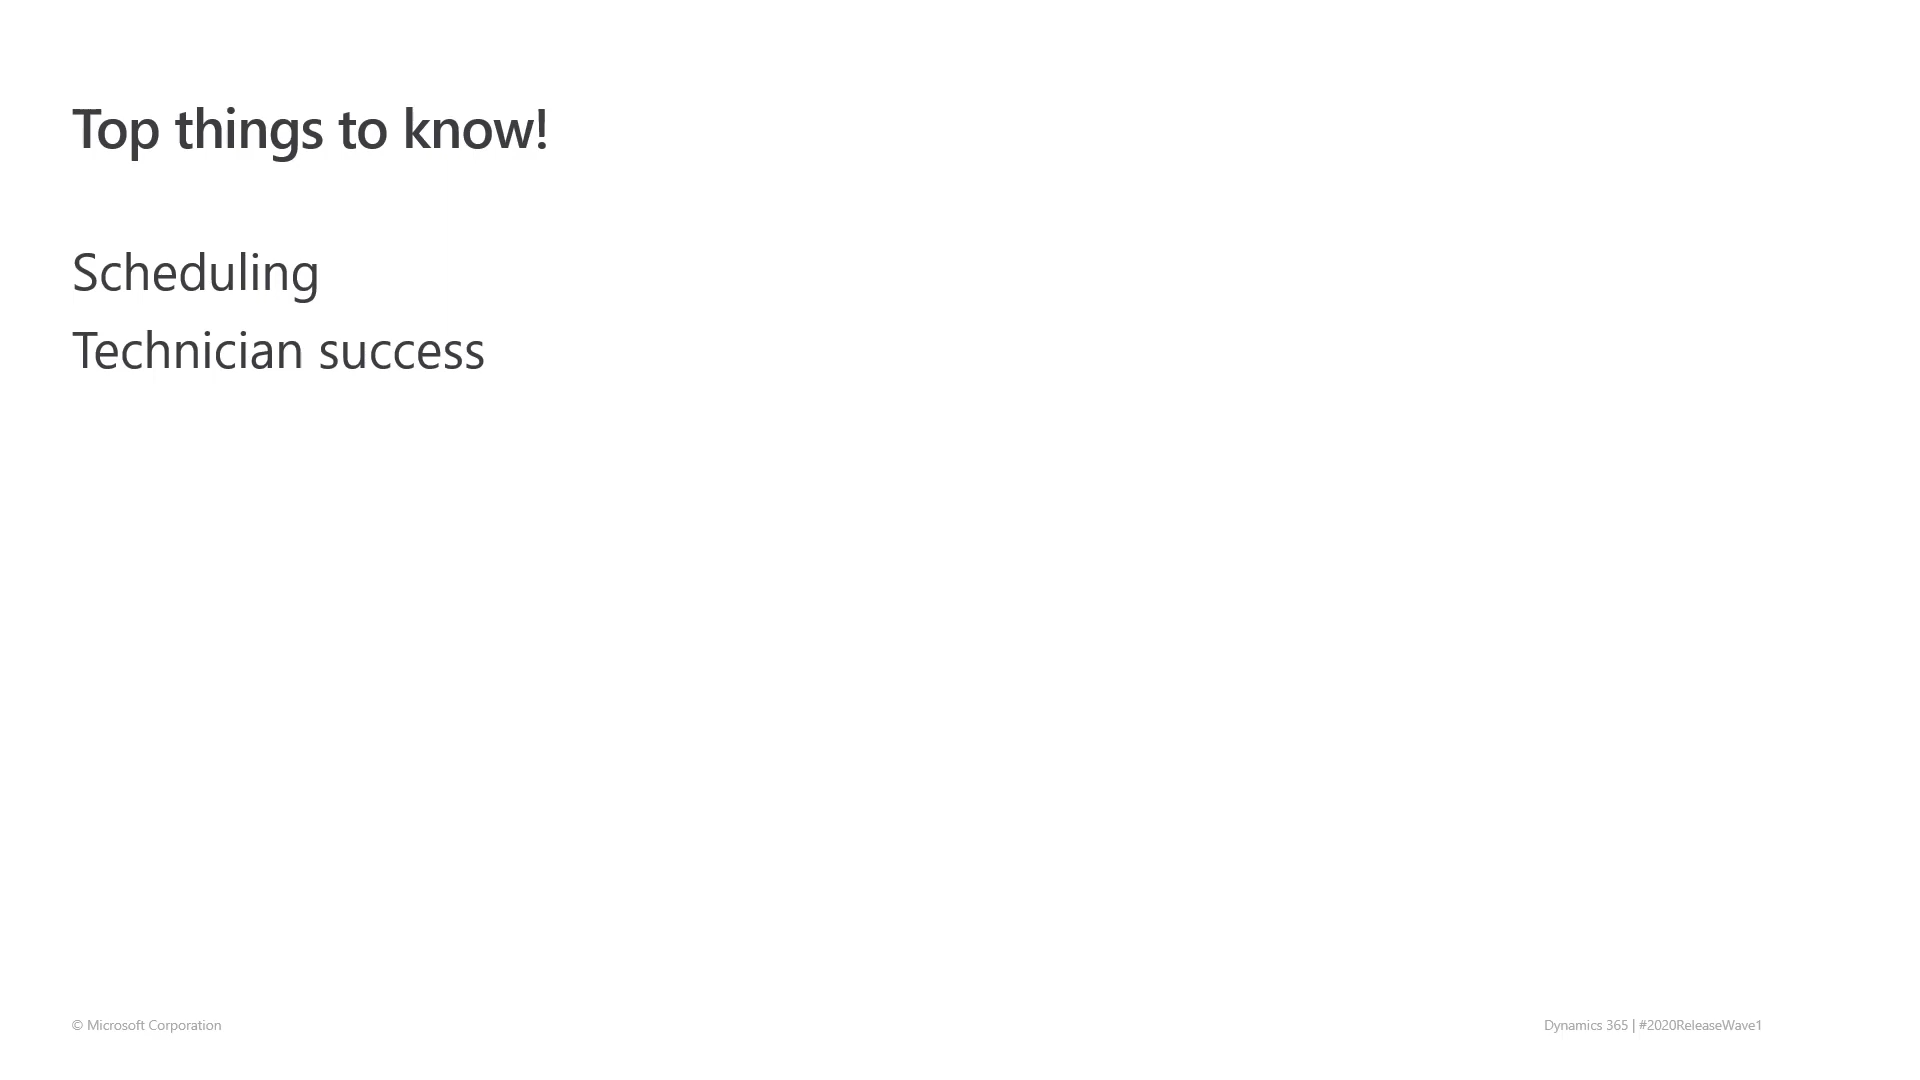 Top things to know!
Scheduling
Technician success
© Microsoft Corporation
Dynamics 365 | #2020ReleaseWave1